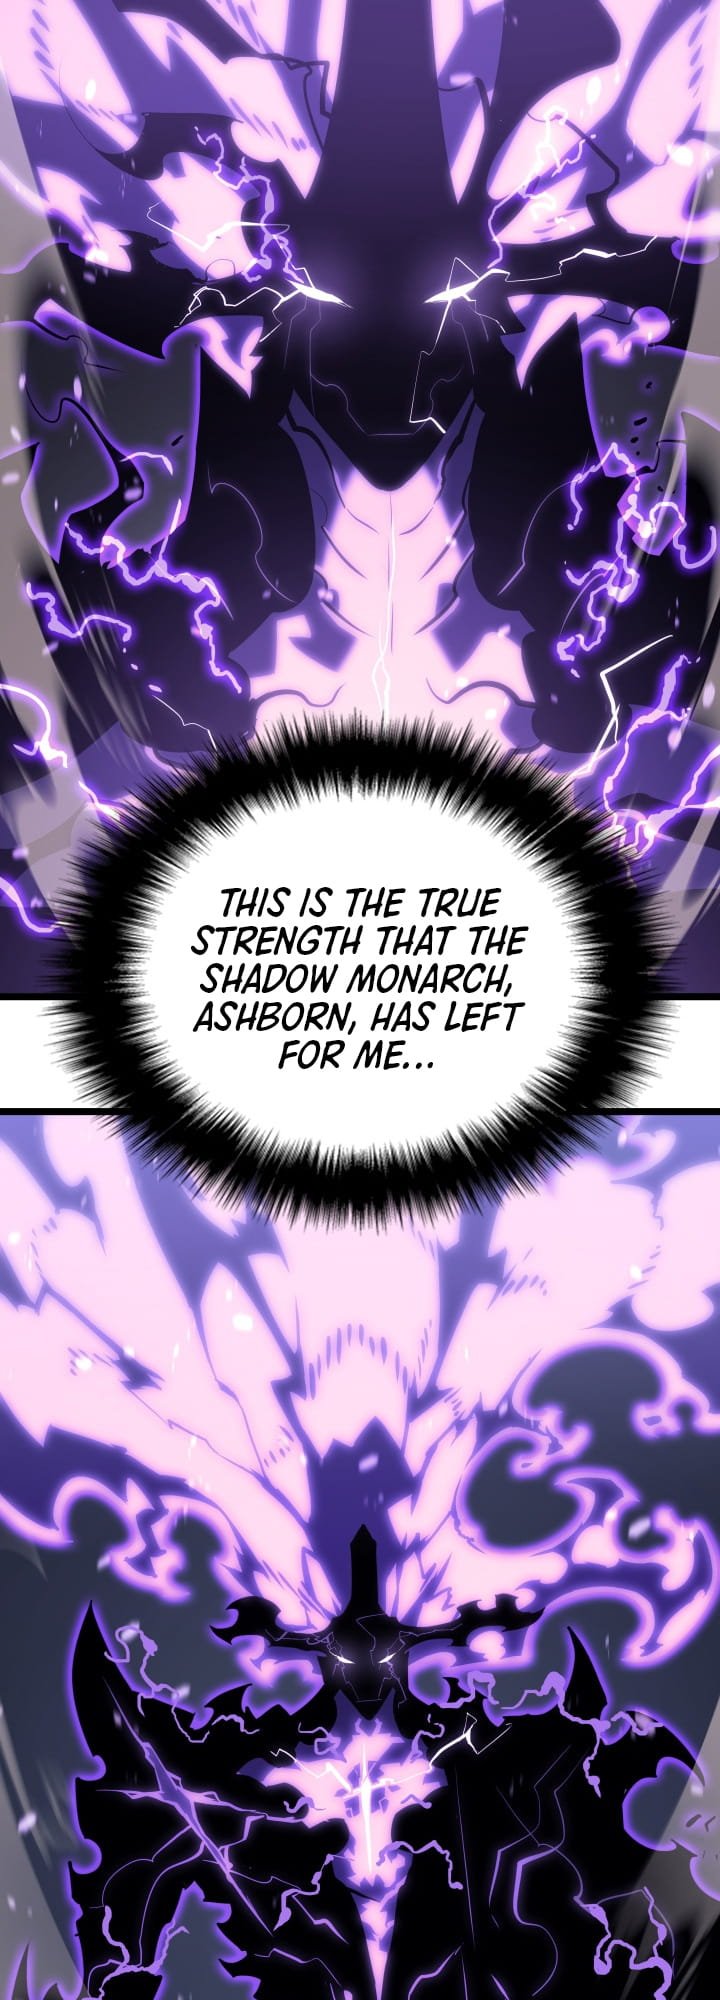 THIS IS THE TRUE
STRENGTH THAT THE
SHADOW MONARCH,
ASHBORN, HAS LEFT
FOR ME...